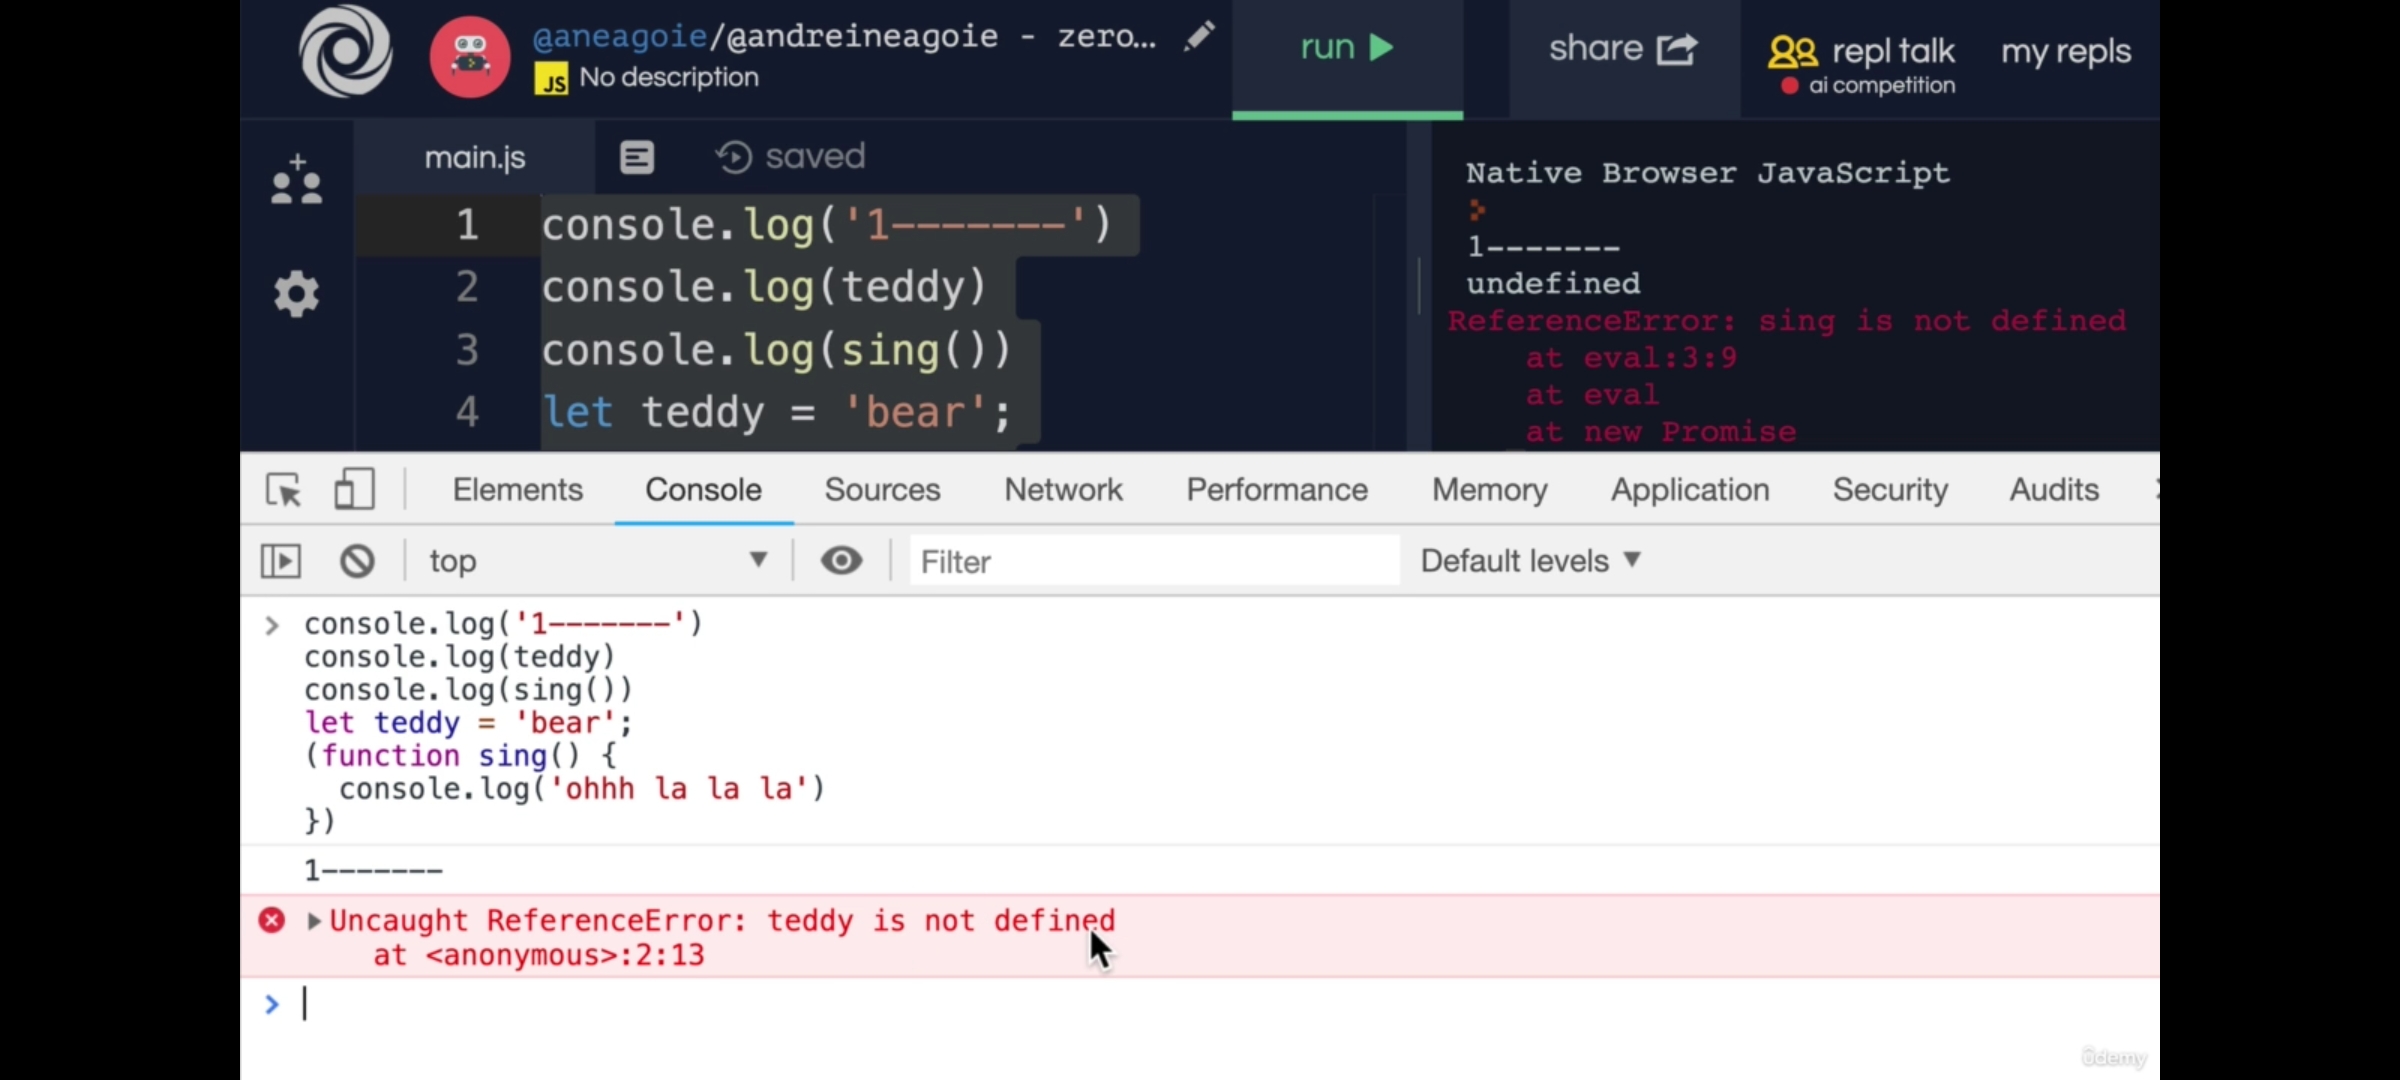 @aneagoie/@andreineagoie - zero...
JS No description
run
share
repl talk
ai competition
my repls
main.js
saved
1 console.log('1-------')
2 console.log(teddy)
3 console.log(sing())
4 let teddy = 'bear';
Native Browser JavaScript
1-------
undefined
ReferenceError: sing is not defined
at eval:3:9
at eval
at new Promise
Elements Console Sources Network Performance Memory Application Security Audits
top Filter Default levels
> console.log('1-------')
console.log(teddy)
console.log(sing())
let teddy = 'bear';
(function sing() {
console.log('ohhh la la la')
})
1-------
Uncaught ReferenceError: teddy is not defined
at <anonymous>:2:13
>
ûdemy